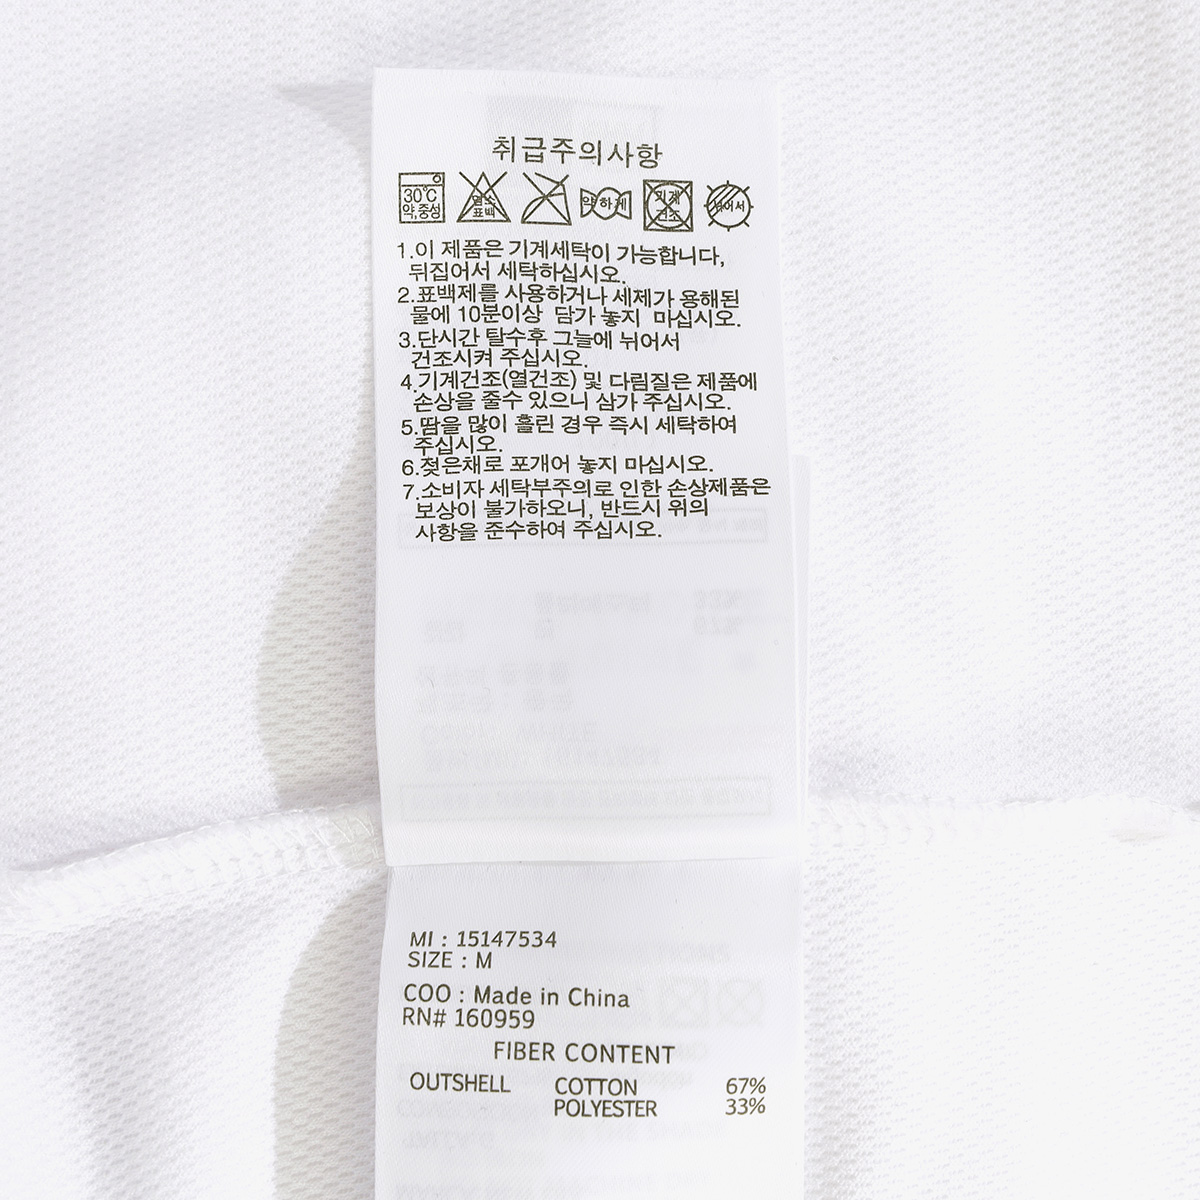 취급주의사항
30℃
약,중성
염소
표백
약하게
기계
건조
뉘어서
1.이 제품은 기계세탁이 가능합니다,
뒤집어서 세탁하십시오.
2.표백제를 사용하거나 세제가 용해된
물에 10분이상 담가 놓지 마십시오.
3.단시간 탈수후 그늘에 뉘어서
건조시켜 주십시오.
4.기계건조(열건조) 및 다림질은 제품에
손상을 줄수 있으니 삼가 주십시오.
5.땀을 많이 흘린 경우 즉시 세탁하여
주십시오.
6.젖은채로 포개어 놓지 마십시오.
7.소비자 세탁부주의로 인한 손상제품은
보상이 불가하오니, 반드시 위의
사항을 준수하여 주십시오.
MI : 15147534
SIZE : M
COO : Made in China
RN# 160959
FIBER CONTENT
OUTSHELL COTTON 67%
POLYESTER 33%